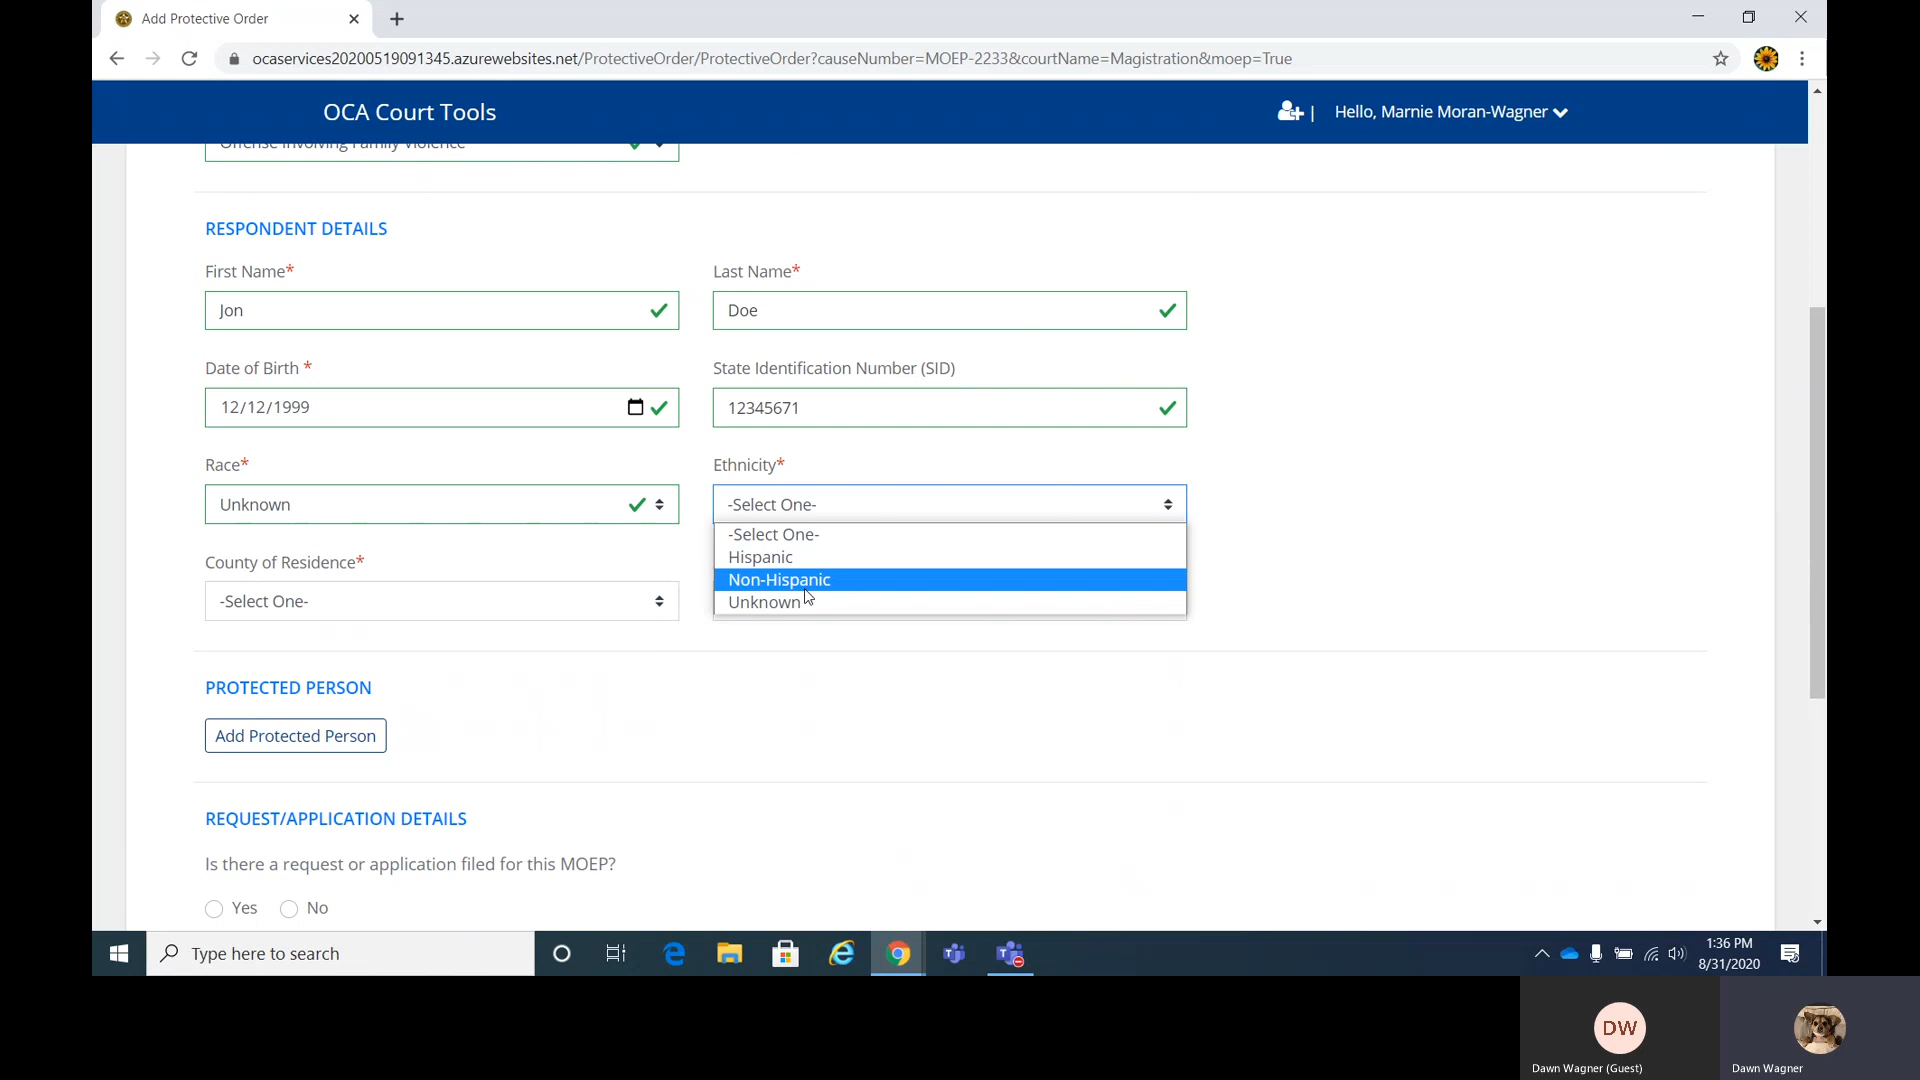 Add Protective Order
ocaservices20200519091345.azurewebsites.net/ProtectiveOrder/ProtectiveOrder?causeNumber=MOEP-2233&courtName=Magistration&moep=True
OCA Court Tools
| Hello, Marnie Moran-Wagner
Offense Involving Family Violence
RESPONDENT DETAILS
First Name* Last Name*
Jon Doe
Date of Birth * State Identification Number (SID)
12/12/1999 12345671
Race* Ethnicity*
Unknown -Select One-
-Select One-
Hispanic
Non-Hispanic
Unknown
County of Residence*
-Select One-
PROTECTED PERSON
Add Protected Person
REQUEST/APPLICATION DETAILS
Is there a request or application filed for this MOEP?
Yes No
Type here to search
1:36 PM
8/31/2020
DW
Dawn Wagner (Guest) Dawn Wagner